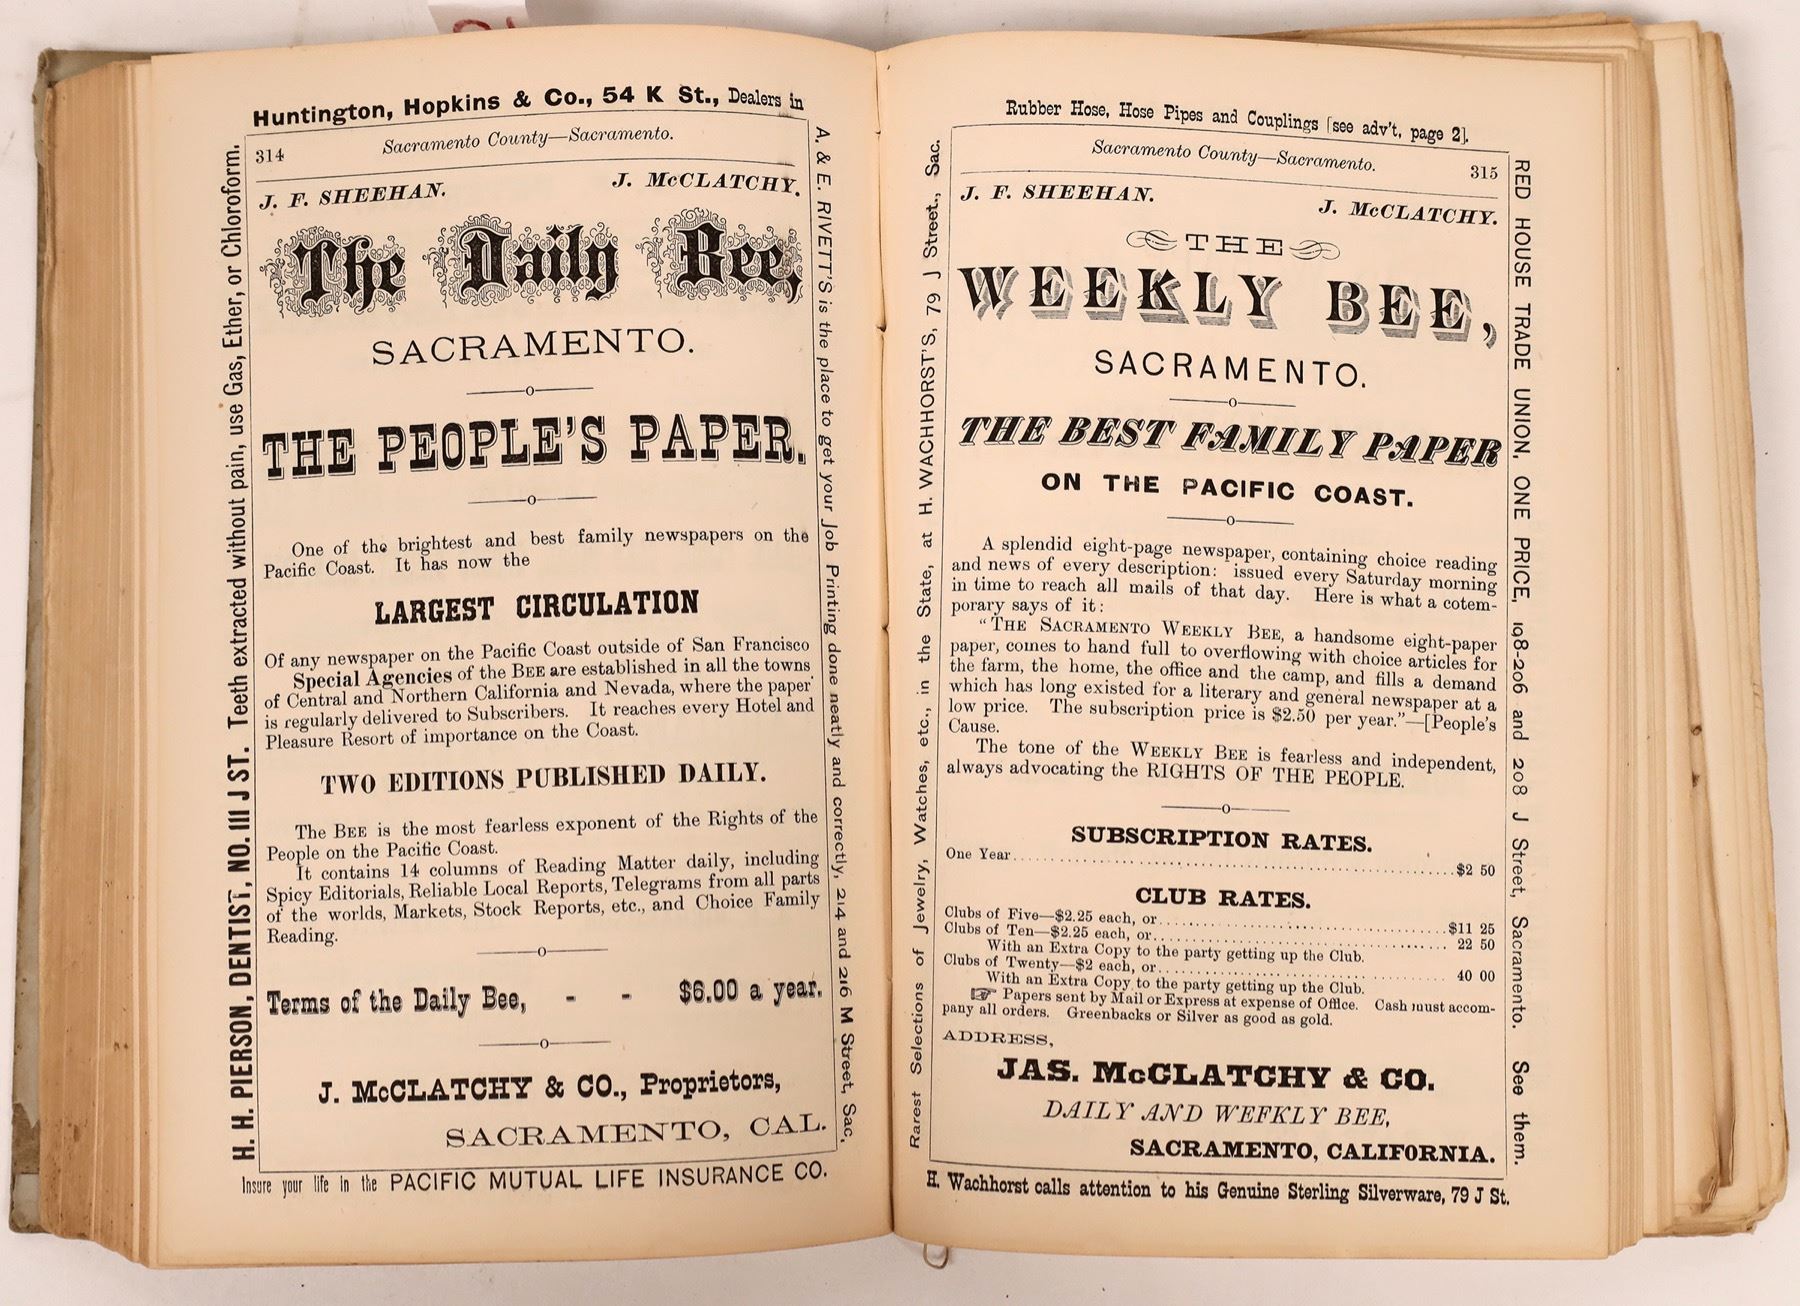 Huntington, Hopkins & Co., 54 K St., Dealers in
314
Sacramento County—Sacramento.
J. F. SHEEHAN.
J. McCLATCHY.
The Daily Bee,
SACRAMENTO.
—o—
THE PEOPLE'S PAPER.
—o—
One of the brightest and best family newspapers on the
Pacific Coast. It has now the
LARGEST CIRCULATION
Of any newspaper on the Pacific Coast outside of San Francisco
Special Agencies of the BEE are established in all the towns
of Central and Northern California and Nevada, where the paper
is regularly delivered to Subscribers. It reaches every Hotel and
Pleasure Resort of importance on the Coast.
TWO EDITIONS PUBLISHED DAILY.
The BEE is the most fearless exponent of the Rights of the
People on the Pacific Coast.
It contains 14 columns of Reading Matter daily, including
Spicy Editorials, Reliable Local Reports, Telegrams from all parts
of the worlds, Markets, Stock Reports, etc., and Choice Family
Reading.
—o—
Terms of the Daily Bee, - - $6.00 a year.
—o—
J. McCLATCHY & CO., Proprietors,
SACRAMENTO, CAL.
Insure your life in the PACIFIC MUTUAL LIFE INSURANCE CO.
H. H. PIERSON, DENTIST, NO. 111 J ST. Teeth extracted without pain, use Gas, Ether, or Chloroform.
A. & E. RIVETT'S is the place to get your Job Printing done neatly and correctly, 214 and 216 M Street, Sac,
Rubber Hose, Hose Pipes and Couplings [see adv't, page 2].
Sacramento County—Sacramento.
315
J. F. SHEEHAN.
J. McCLATCHY.
THE
WEEKLY BEE,
SACRAMENTO.
—o—
THE BEST FAMILY PAPER
ON THE PACIFIC COAST.
—o—
A splendid eight-page newspaper, containing choice reading
and news of every description: issued every Saturday morning
in time to reach all mails of that day. Here is what a cotem-
porary says of it:
"THE SACRAMENTO WEEKLY BEE, a handsome eight-paper
paper, comes to hand full to overflowing with choice articles for
the farm, the home, the office and the camp, and fills a demand
which has long existed for a literary and general newspaper at a
low price. The subscription price is $2.50 per year."—[People's
Cause.
The tone of the WEEKLY BEE is fearless and independent,
always advocating the RIGHTS OF THE PEOPLE.
—o—
SUBSCRIPTION RATES.
One Year.....$2 50
CLUB RATES.
Clubs of Five—$2.25 each, or.....$11 25
Clubs of Ten—$2.25 each, or..... 22 50
With an Extra Copy to the party getting up the Club.
Clubs of Twenty—$2 each, or..... 40 00
With an Extra Copy to the party getting up the Club.
☞ Papers sent by Mail or Express at expense of Office. Cash must accom-
pany all orders. Greenbacks or Silver as good as gold.
ADDRESS,
JAS. McCLATCHY & CO.
DAILY AND WEFKLY BEE,
SACRAMENTO, CALIFORNIA.
H. Wachhorst calls attention to his Genuine Sterling Silverware, 79 J St.
Rarest Selections of Jewelry, Watches, etc., in the State, at H. WACHHORST'S, 79 J Street., Sac.
RED HOUSE TRADE UNION. ONE PRICE, 198-206 and 208 J Street, Sacramento. See them.